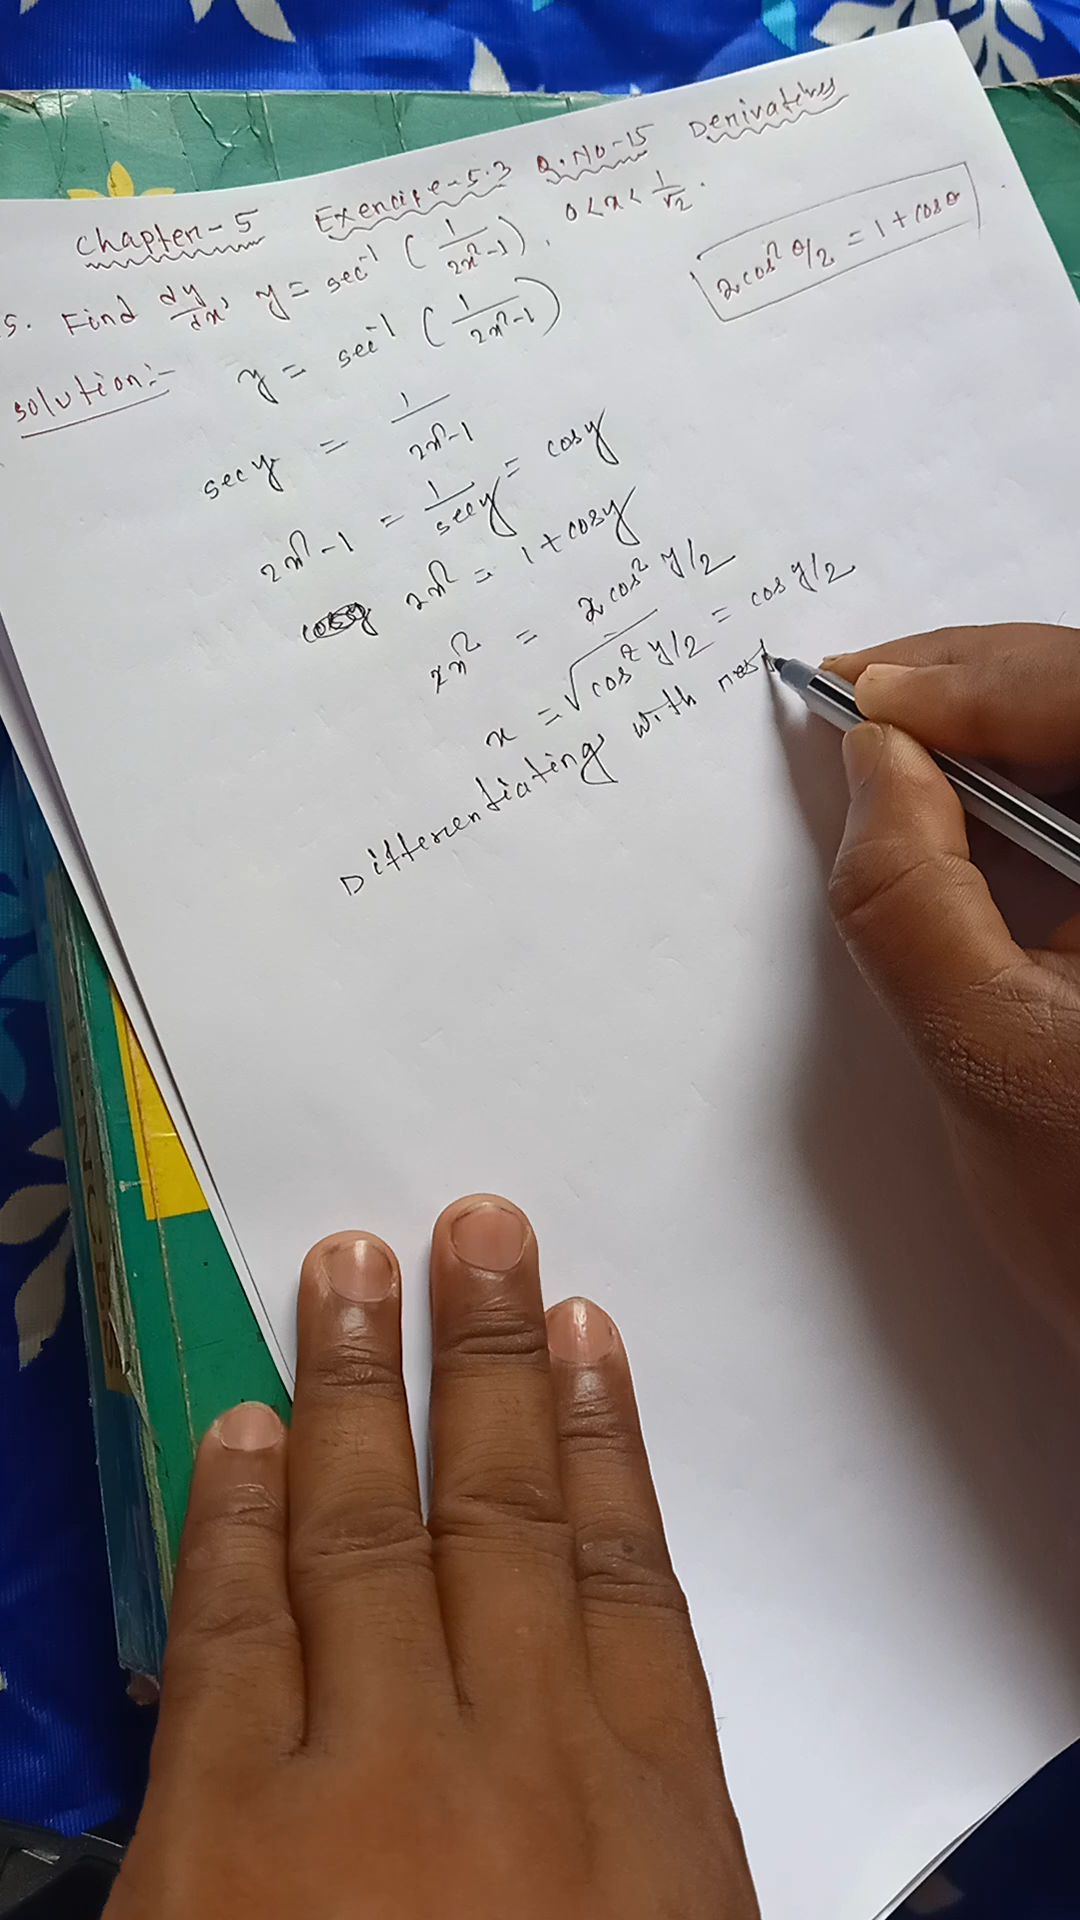 Chapter-5 Exercise-5.3 Q.No-15 Derivatives
5. Find dy/dx, y = sec⁻¹ (1/(2x²-1)), 0<x<1/√2.
2cos² θ/2 = 1+cosθ
solution:- y = sec⁻¹ (1/(2x²-1))
sec y = 1/(2x²-1)
2x²-1 = 1/sec y = cos y
2x² = 1+cos y
2x² = 2cos² y/2
x = √cos² y/2 = cos y/2
Differentiating with rest